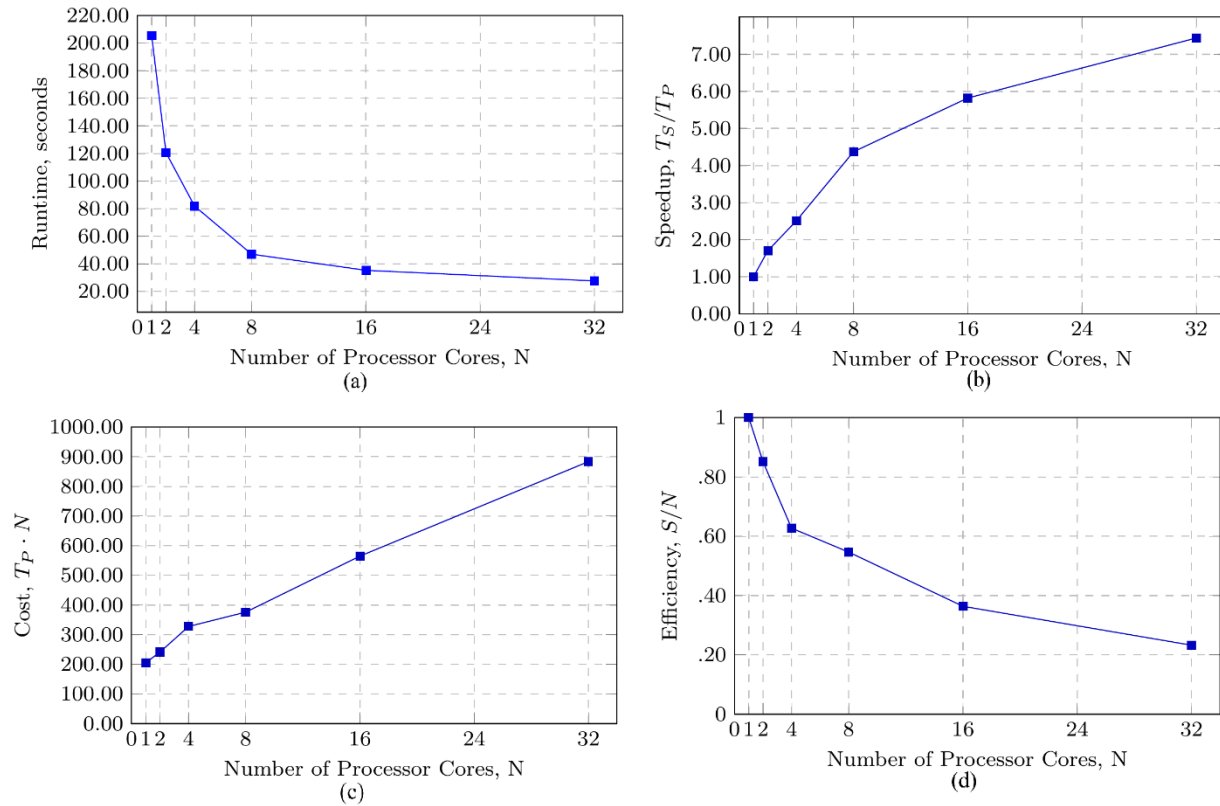 220.00
200.00
180.00
160.00
140.00
120.00
100.00
80.00
60.00
40.00
20.00
Runtime, seconds
0 1 2 4 8 16 24 32
Number of Processor Cores, N
(a)
7.00
6.00
5.00
4.00
3.00
2.00
1.00
0.00
Speedup, T_S/T_P
0 1 2 4 8 16 24 32
Number of Processor Cores, N
(b)
1000.00
900.00
800.00
700.00
600.00
500.00
400.00
300.00
200.00
100.00
0.00
Cost, T_P · N
0 1 2 4 8 16 24 32
Number of Processor Cores, N
(c)
1
.80
.60
.40
.20
0
Efficiency, S/N
0 1 2 4 8 16 24 32
Number of Processor Cores, N
(d)